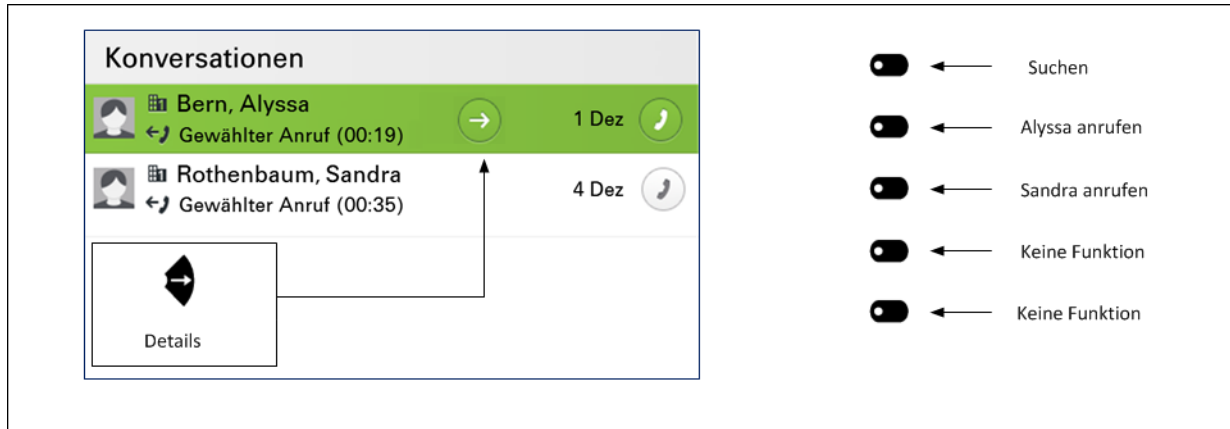 Konversationen
Bern, Alyssa
Gewählter Anruf (00:19)
1 Dez
Rothenbaum, Sandra
Gewählter Anruf (00:35)
4 Dez
Details
Suchen
Alyssa anrufen
Sandra anrufen
Keine Funktion
Keine Funktion